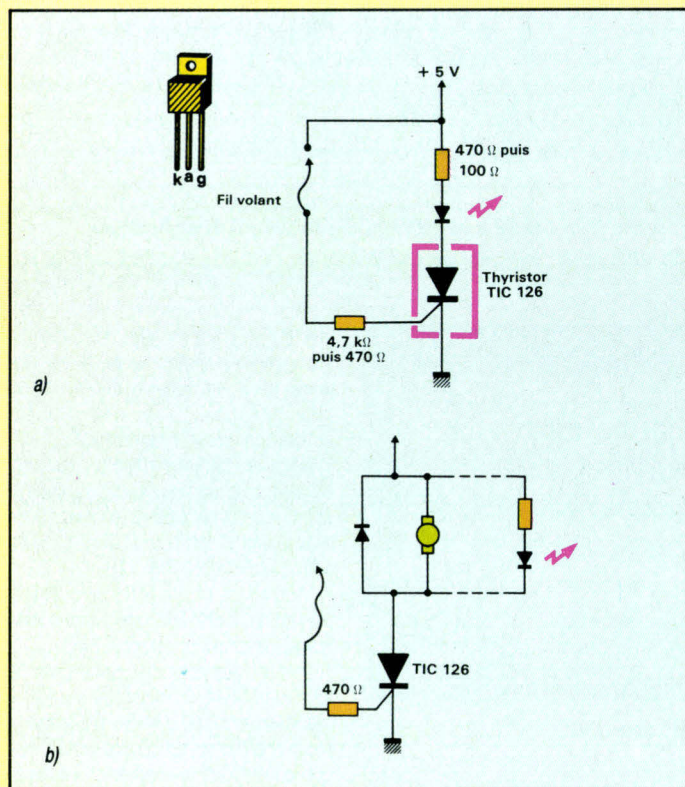 + 5 V
k a g
470 Ω puis
100 Ω
Fil volant
Thyristor
TIC 126
4,7 kΩ
puis 470 Ω
a)
TIC 126
470 Ω
b)